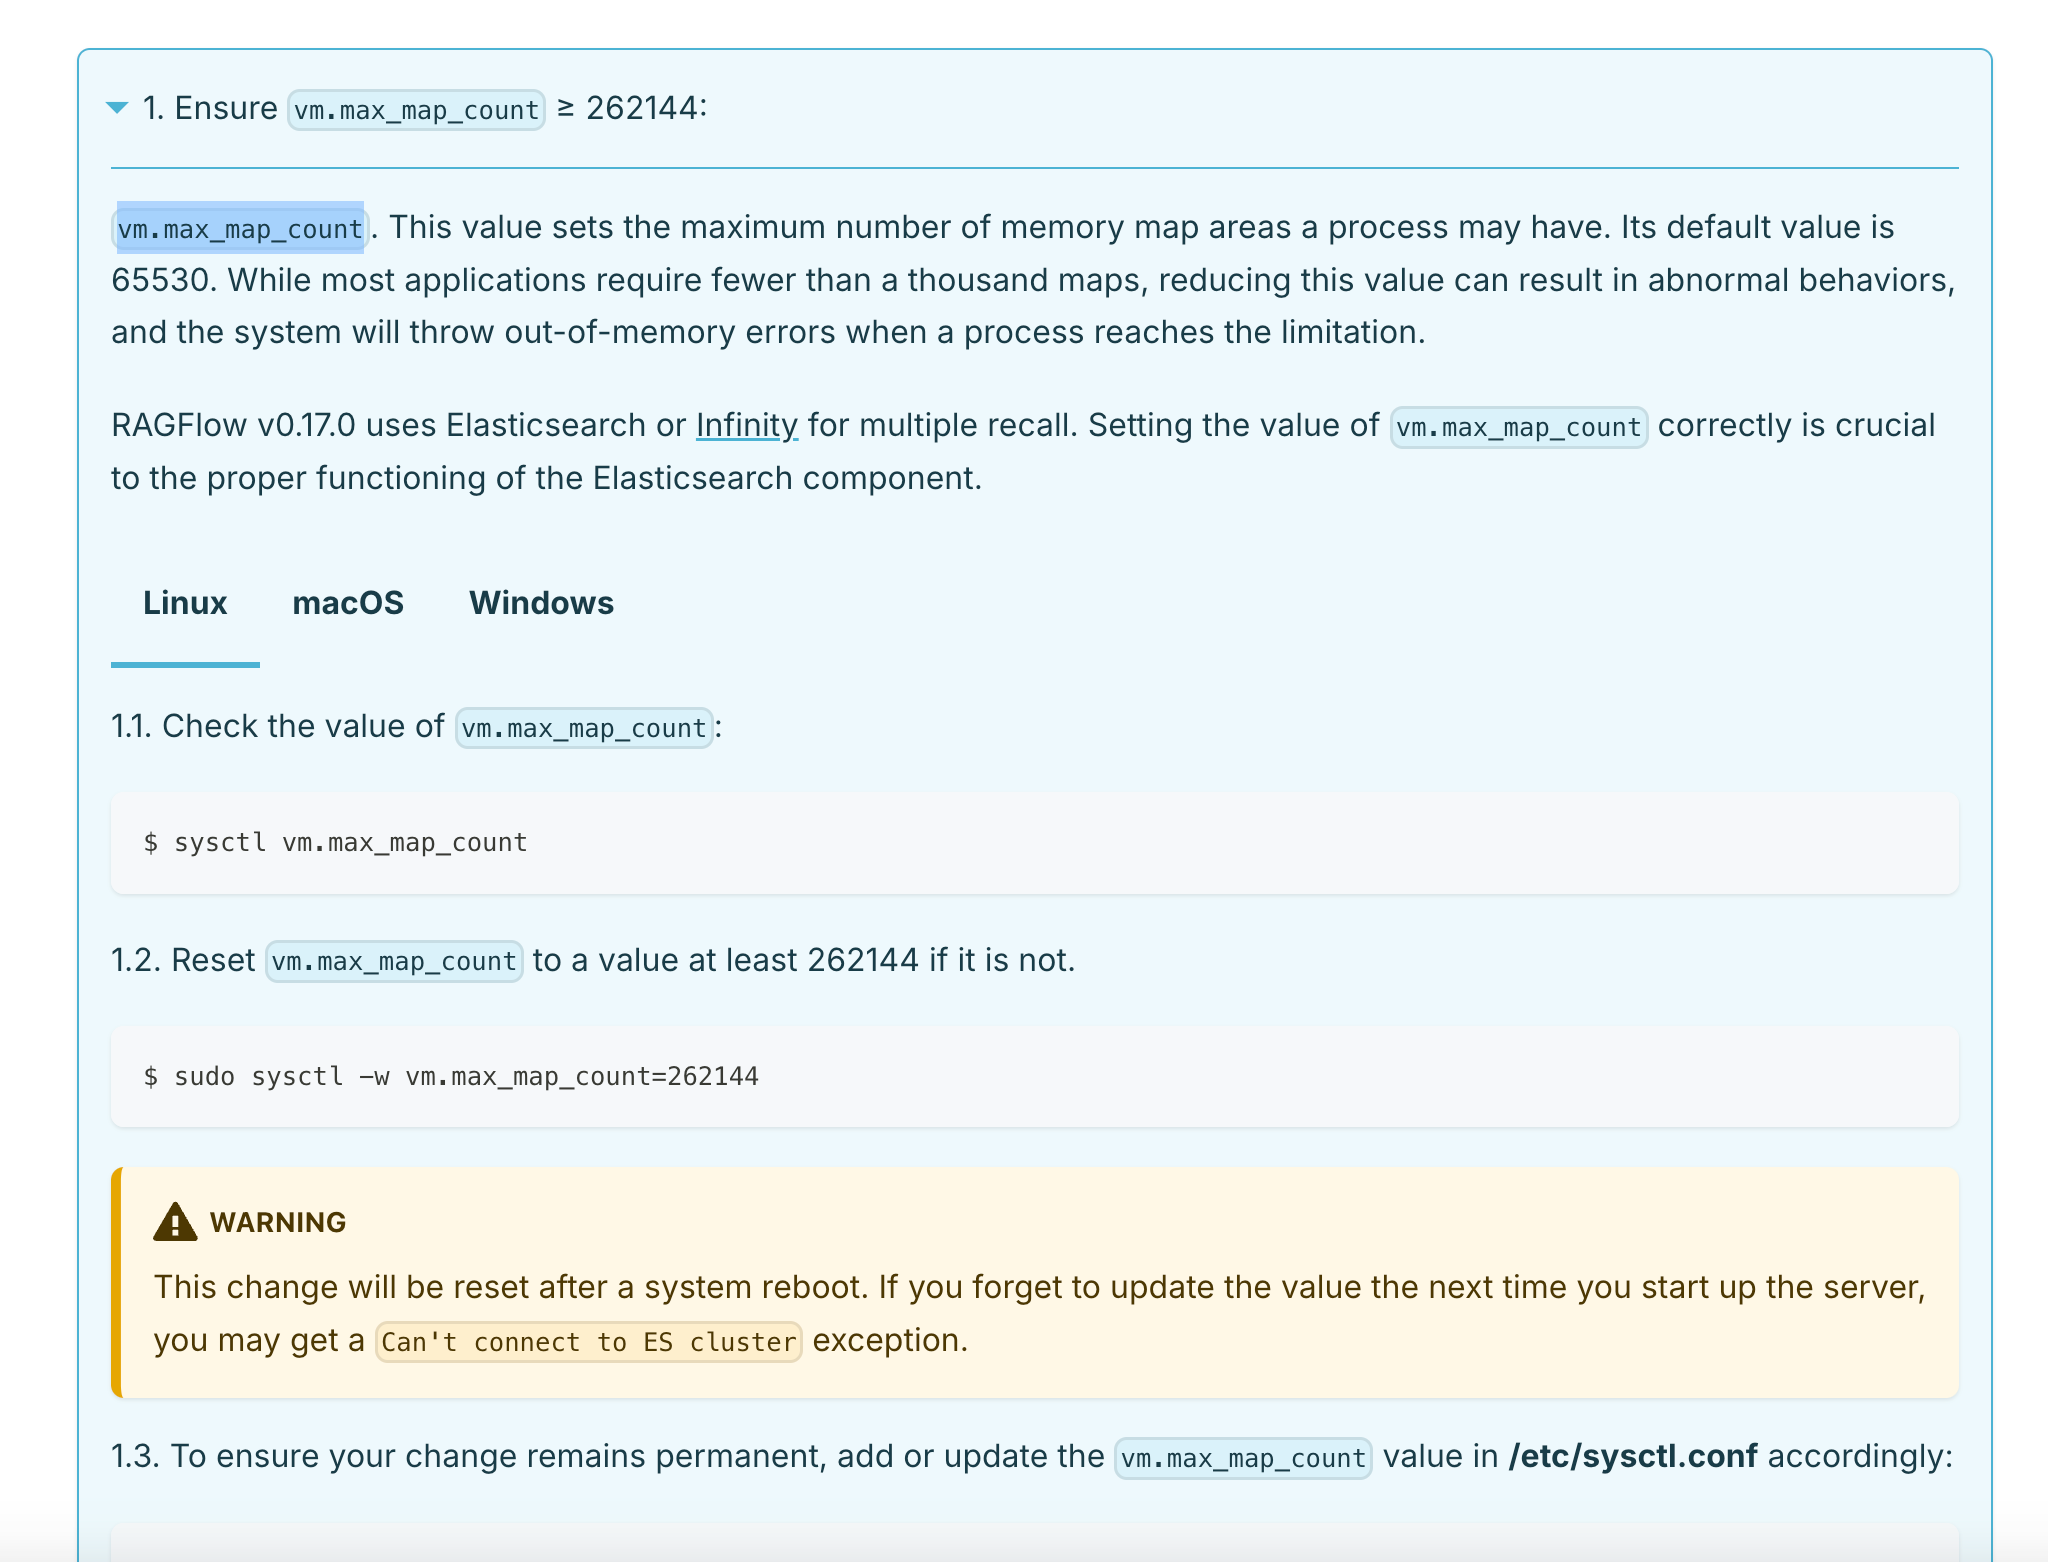 1. Ensure vm.max_map_count ≥ 262144:
vm.max_map_count. This value sets the maximum number of memory map areas a process may have. Its default value is
65530. While most applications require fewer than a thousand maps, reducing this value can result in abnormal behaviors,
and the system will throw out-of-memory errors when a process reaches the limitation.
RAGFlow v0.17.0 uses Elasticsearch or Infinity for multiple recall. Setting the value of vm.max_map_count correctly is crucial
to the proper functioning of the Elasticsearch component.
Linux macOS Windows
1.1. Check the value of vm.max_map_count:
$ sysctl vm.max_map_count
1.2. Reset vm.max_map_count to a value at least 262144 if it is not.
$ sudo sysctl -w vm.max_map_count=262144
WARNING
This change will be reset after a system reboot. If you forget to update the value the next time you start up the server,
you may get a Can't connect to ES cluster exception.
1.3. To ensure your change remains permanent, add or update the vm.max_map_count value in /etc/sysctl.conf accordingly: